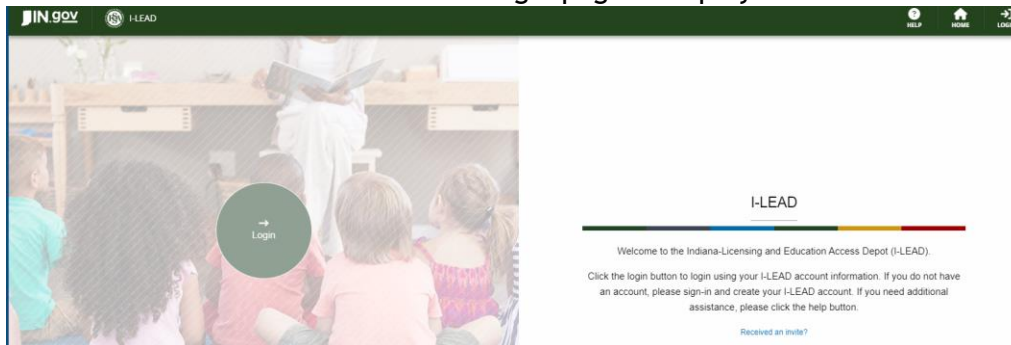 IN.gov I-LEAD HELP HOME
I-LEAD
→
Login
Welcome to the Indiana-Licensing and Education Access Depot (I-LEAD).
Click the login button to login using your I-LEAD account information. If you do not have
an account, please sign-in and create your I-LEAD account. If you need additional
assistance, please click the help button.
Received an invite?